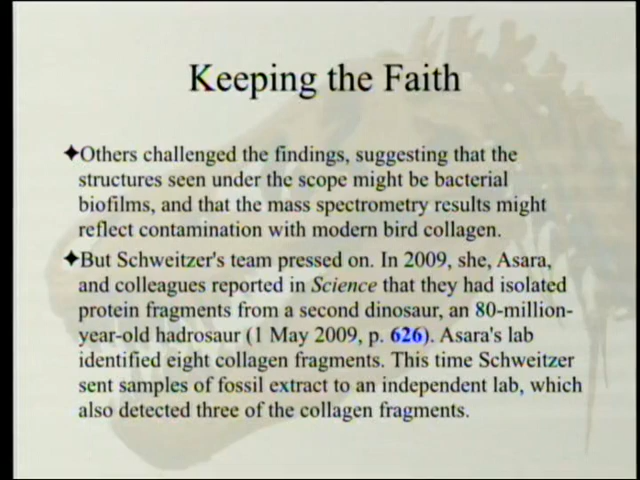 Keeping the Faith
✦Others challenged the findings, suggesting that the
structures seen under the scope might be bacterial
biofilms, and that the mass spectrometry results might
reflect contamination with modern bird collagen.
✦But Schweitzer's team pressed on. In 2009, she, Asara,
and colleagues reported in Science that they had isolated
protein fragments from a second dinosaur, an 80-million-
year-old hadrosaur (1 May 2009, p. 626). Asara's lab
identified eight collagen fragments. This time Schweitzer
sent samples of fossil extract to an independent lab, which
also detected three of the collagen fragments.